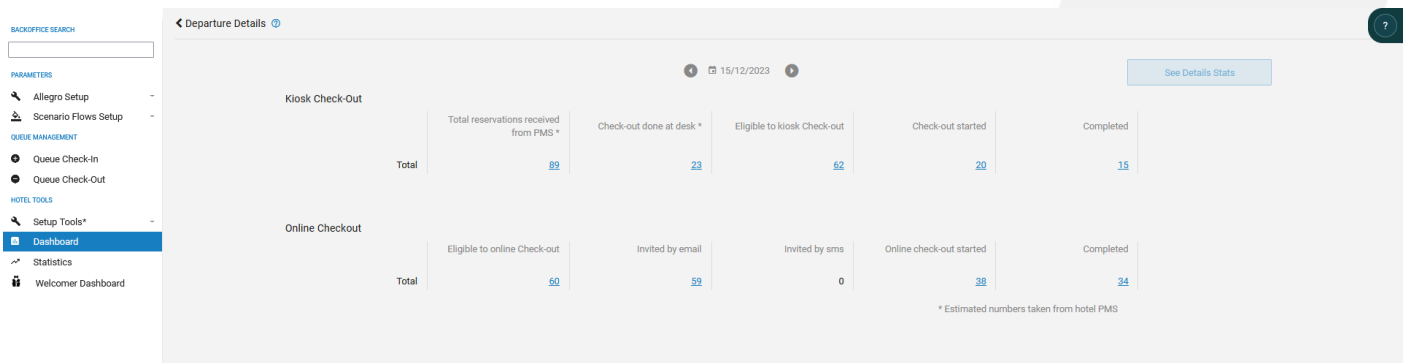 BACKOFFICE SEARCH
PARAMETERS
Allegro Setup
Scenario Flows Setup
QUEUE MANAGEMENT
Queue Check-In
Queue Check-Out
HOTEL TOOLS
Setup Tools*
Dashboard
Statistics
Welcomer Dashboard
Departure Details ?
?
15/12/2023
See Details Stats
Kiosk Check-Out
Total reservations received
from PMS *
Check-out done at desk *
Eligible to kiosk Check-out
Check-out started
Completed
Total 89 23 62 20 15
Online Checkout
Eligible to online Check-out Invited by email Invited by sms Online check-out started Completed
Total 60 59 0 38 34
* Estimated numbers taken from hotel PMS